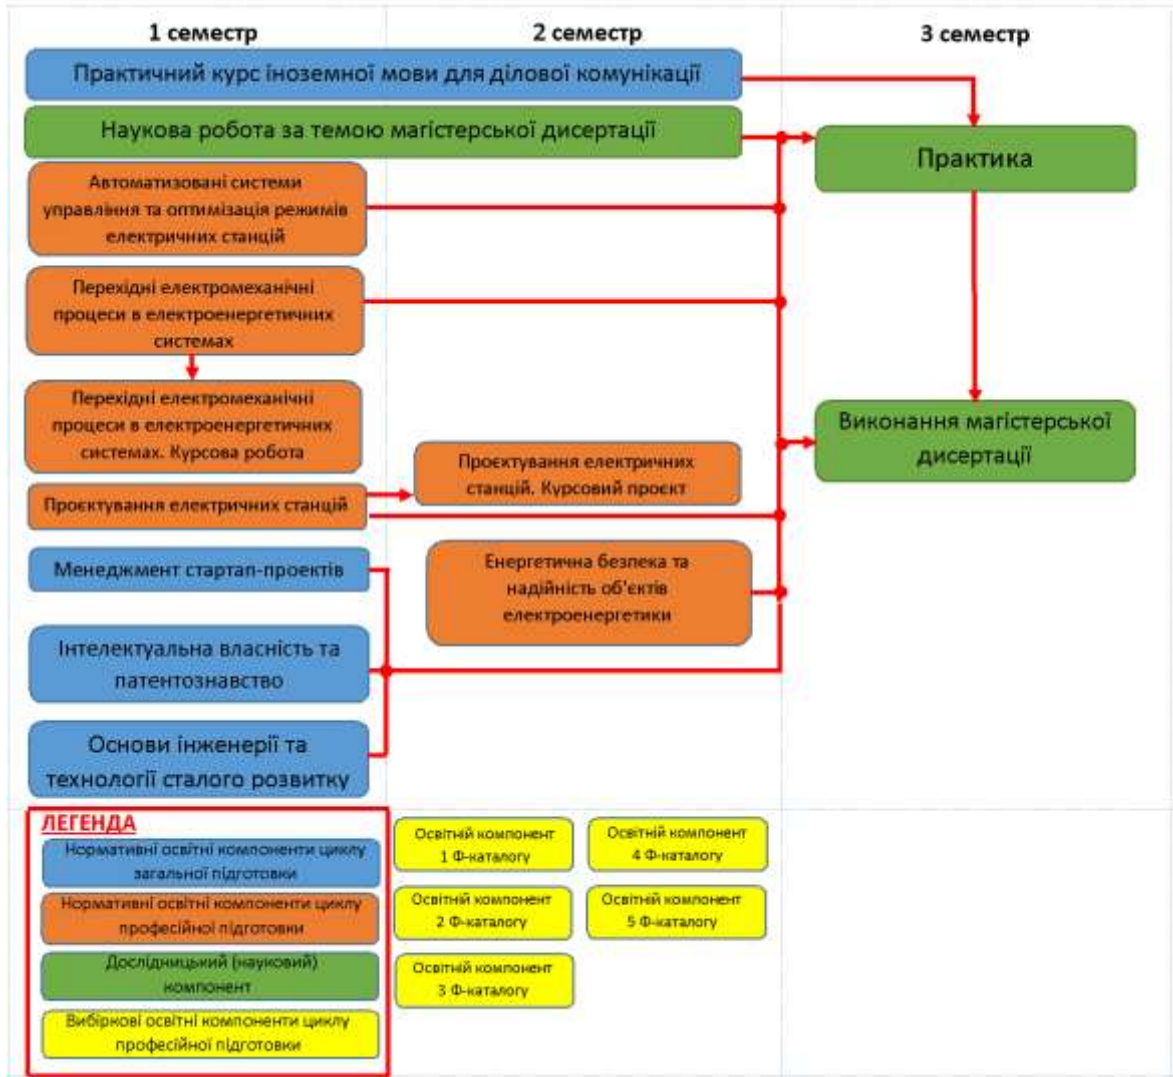 1 семестр
2 семестр
3 семестр
Практичний курс іноземної мови для ділової комунікації
Наукова робота за темою магістерської дисертації
Практика
Автоматизовані системи
управління та оптимізація режимів
електричних станцій
Перехідні електромеханічні
процеси в електроенергетичних
системах
Перехідні електромеханічні
процеси в електроенергетичних
системах. Курсова робота
Виконання магістерської
дисертації
Проєктування електричних
станцій. Курсовий проєкт
Проєктування електричних станцій
Менеджмент стартап-проектів
Енергетична безпека та
надійність об'єктів
електроенергетики
Інтелектуальна власність та
патентознавство
Основи інженерії та
технології сталого розвитку
ЛЕГЕНДА
Нормативні освітні компоненти циклу
загальної підготовки
Нормативні освітні компоненти циклу
професійної підготовки
Дослідницький (науковий)
компонент
Вибіркові освітні компоненти циклу
професійної підготовки
Освітній компонент
1 Ф-каталогу
Освітній компонент
4 Ф-каталогу
Освітній компонент
2 Ф-каталогу
Освітній компонент
5 Ф-каталогу
Освітній компонент
3 Ф-каталогу